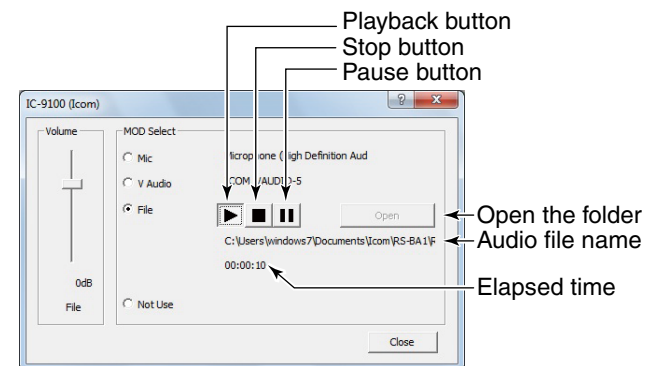 Playback button
Stop button
Pause button
IC-9100 (Icom)
Volume
MOD Select
Mic
Microphone (High Definition Aud
V Audio
ICOM VAUDIO-5
File
Open
Open the folder
C:\Users\windows7\Documents\Icom\RS-BA1\R
Audio file name
00:00:10
Elapsed time
0dB
File
Not Use
Close